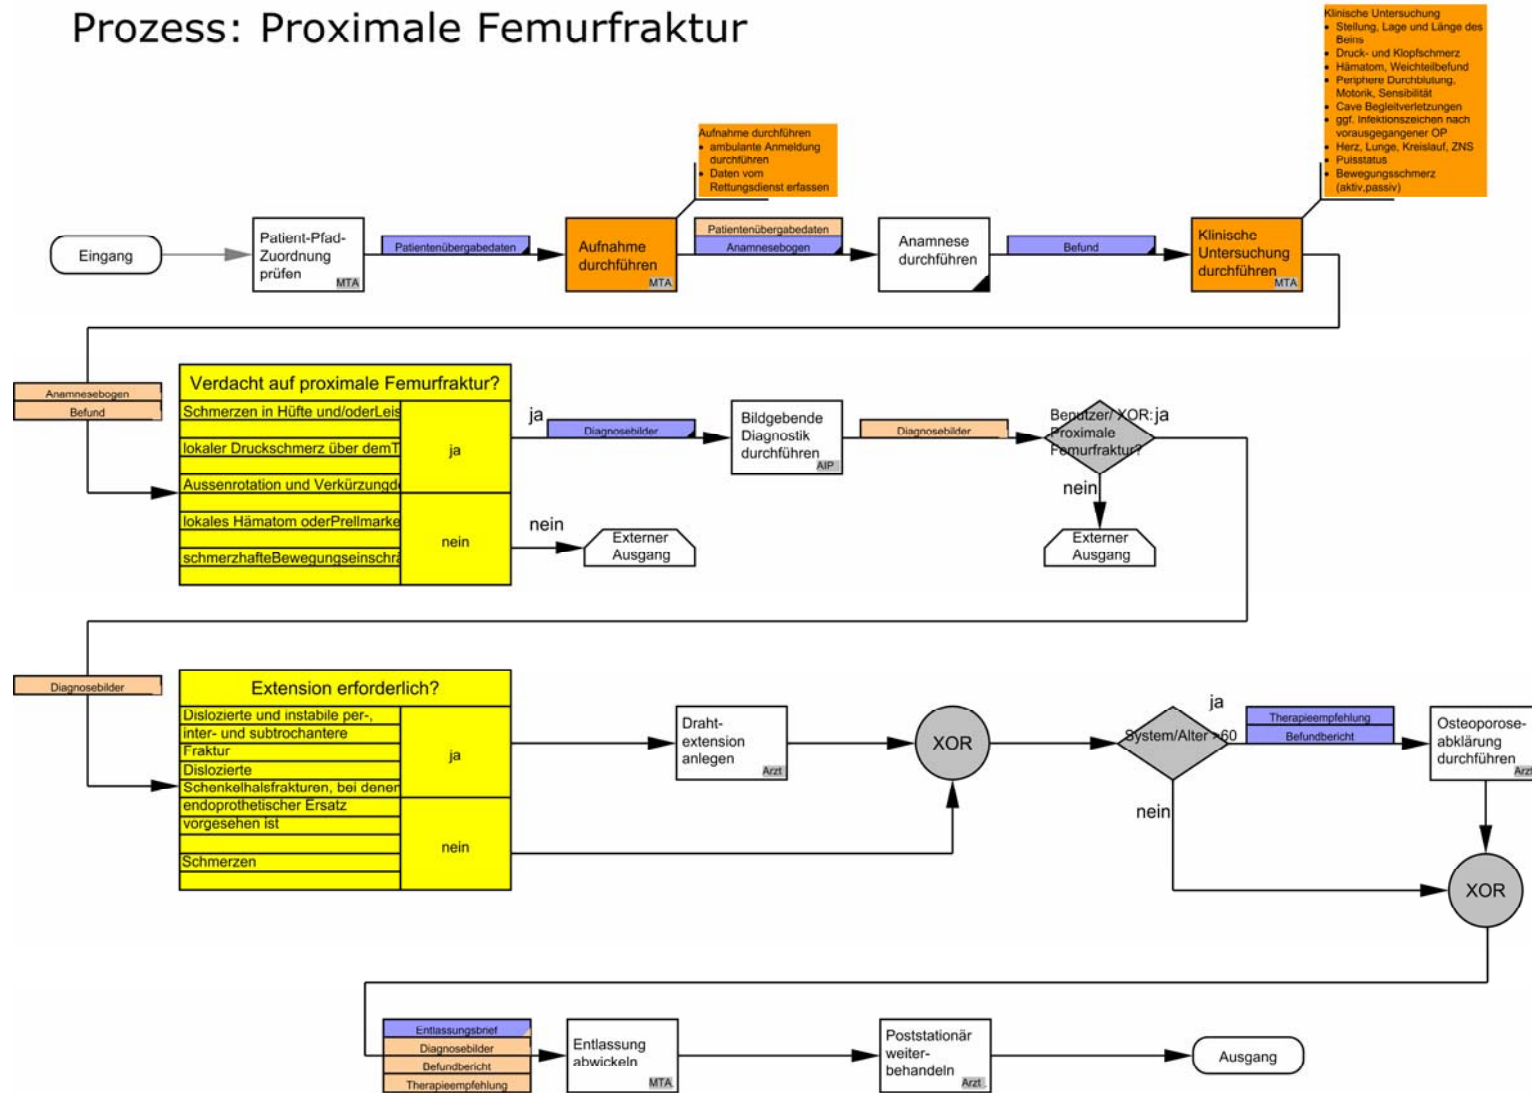 Prozess: Proximale Femurfraktur
Klinische Untersuchung
• Stellung, Lage und Länge des
Beins
• Druck- und Klopfschmerz
• Hämatom, Weichteilbefund
• Periphere Durchblutung,
Motorik, Sensibilität
• Cave Begleitverletzungen
• ggf. Infektionszeichen nach
vorausgegangener OP
• Herz, Lunge, Kreislauf, ZNS
• Pulsstatus
• Bewegungsschmerz
(aktiv,passiv)
Aufnahme durchführen
• ambulante Anmeldung
durchführen
• Daten vom
Rettungsdienst erfassen
Eingang
Patient-Pfad-
Zuordnung
prüfen
MTA
Patientenübergabedaten
Aufnahme
durchführen
MTA
Patientenübergabedaten
Anamnesebogen
Anamnese
durchführen
Befund
Klinische
Untersuchung
durchführen
MTA
Anamnesebogen
Befund
Verdacht auf proximale Femurfraktur?
Schmerzen in Hüfte und/oderLeis
lokaler Druckschmerz über demT
Aussenrotation und Verkürzungde
lokales Hämatom oderPrellmarke
schmerzhafteBewegungseinschrä
ja
nein
ja
Diagnosebilder
Bildgebende
Diagnostik
durchführen
AIP
Diagnosebilder
Benutzer/ XOR:
Proximale
Femurfraktur?
ja
nein
Externer
Ausgang
nein
Externer
Ausgang
Diagnosebilder
Extension erforderlich?
Dislozierte und instabile per-,
inter- und subtrochantere
Fraktur
Dislozierte
Schenkelhalsfrakturen, bei denen
endoprothetischer Ersatz
vorgesehen ist
Schmerzen
ja
nein
Draht-
extension
anlegen
Arzt
XOR
System/Alter >60
ja
nein
Therapieempfehlung
Befundbericht
Osteoporose-
abklärung
durchführen
Arzt
XOR
Entlassungsbrief
Diagnosebilder
Befundbericht
Therapieempfehlung
Entlassung
abwickeln
MTA
Poststationär
weiter-
behandeln
Arzt
Ausgang